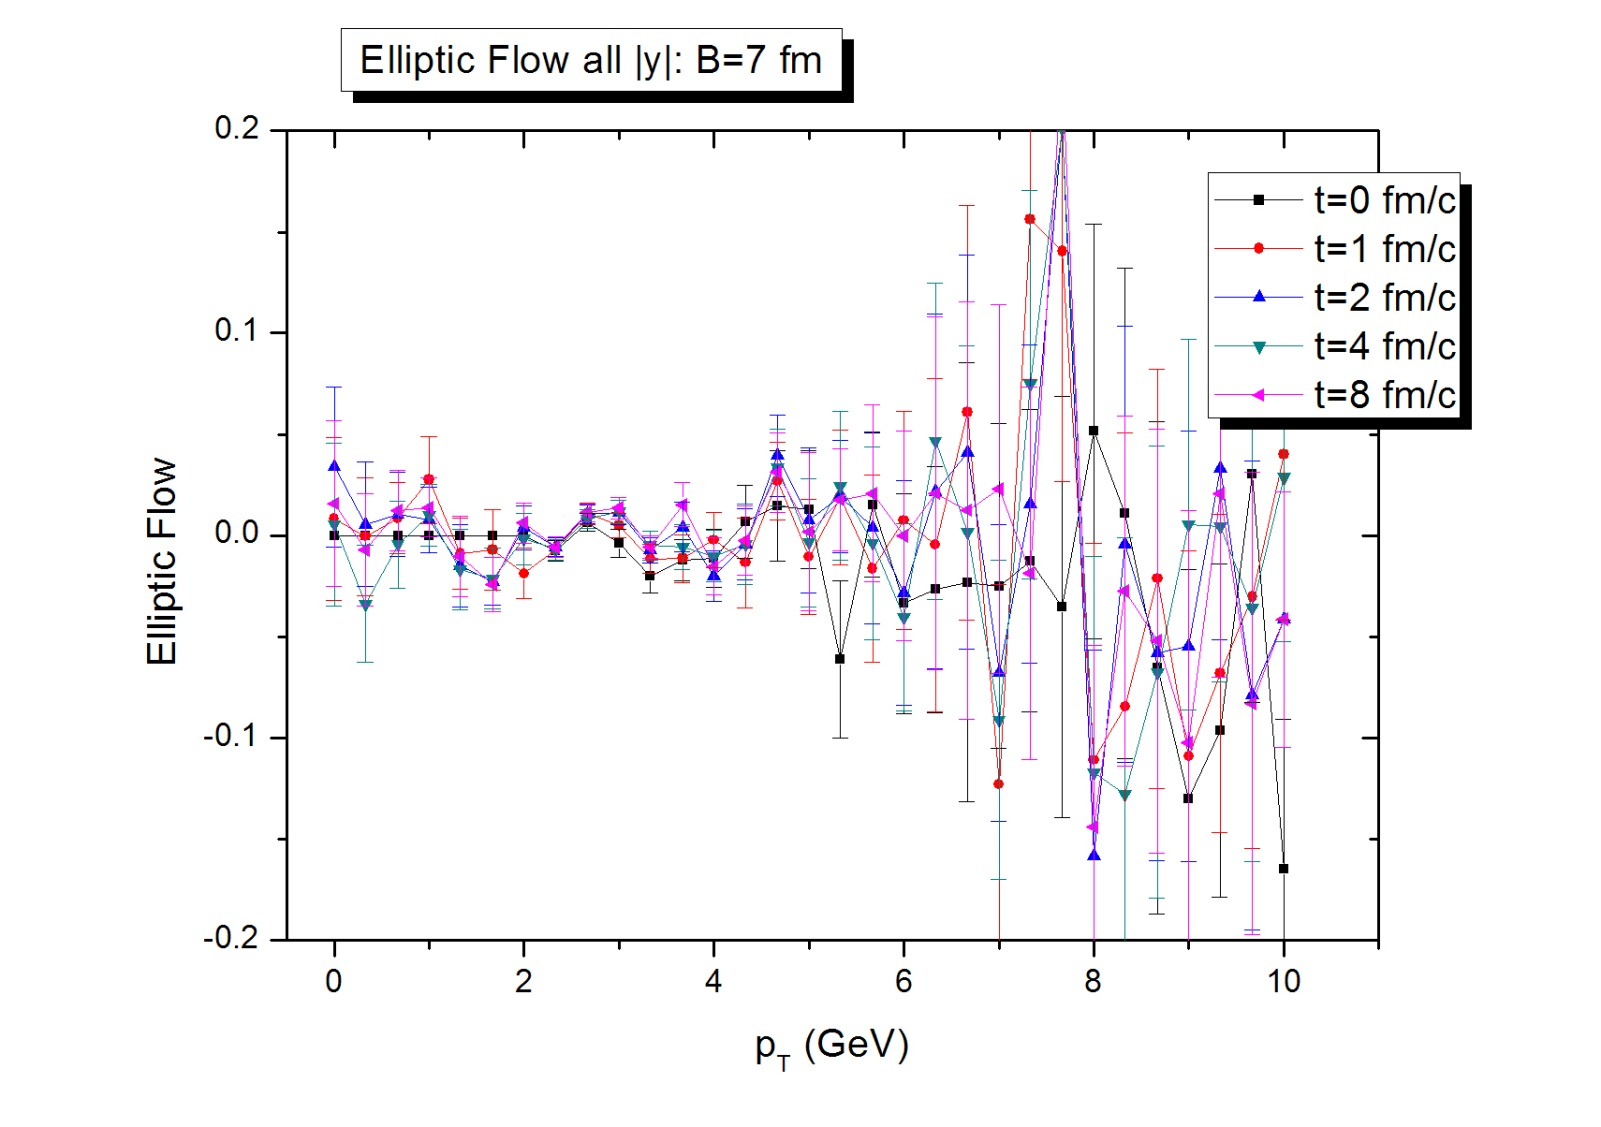 Elliptic Flow all |y|: B=7 fm
0.2
0.1
0.0
-0.1
-0.2
Elliptic Flow
0 2 4 6 8 10
p_T (GeV)
t=0 fm/c
t=1 fm/c
t=2 fm/c
t=4 fm/c
t=8 fm/c